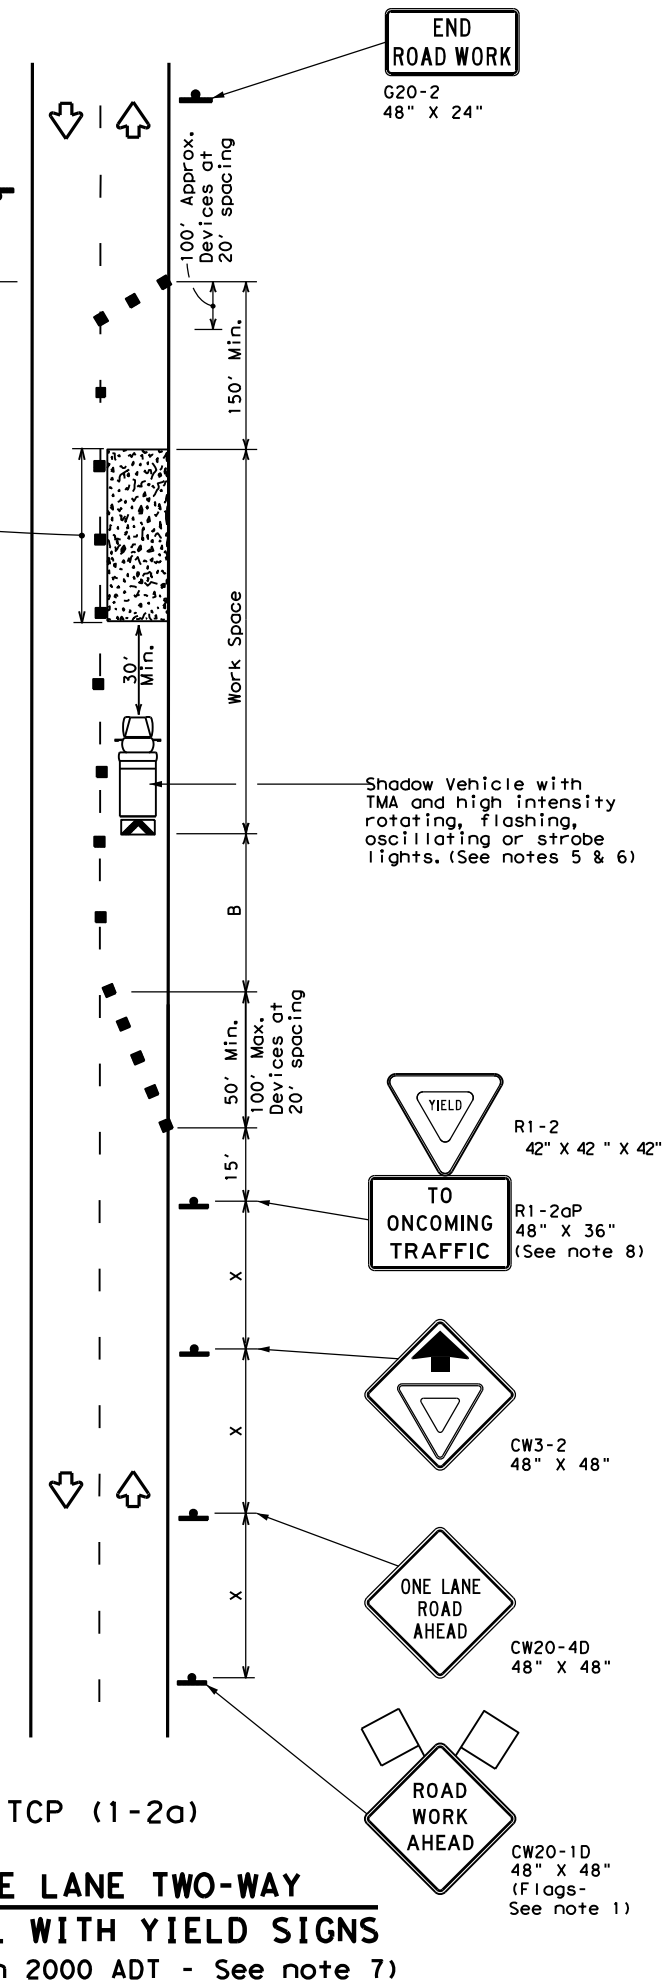 END
ROAD WORK
G20-2
48" X 24"
100' Approx.
Devices at
20' spacing
150' Min.
Work Space
30'
Min.
Shadow Vehicle with
TMA and high intensity
rotating, flashing,
oscillating or strobe
lights. (See notes 5 & 6)
B
50' Min.
100' Max.
Devices at
20' spacing
15'
YIELD
R1-2
42" X 42 " X 42"
TO
ONCOMING
TRAFFIC
R1-2aP
48" X 36"
(See note 8)
X
CW3-2
48" X 48"
X
ONE LANE
ROAD
AHEAD
CW20-4D
48" X 48"
X
ROAD
WORK
AHEAD
CW20-1D
48" X 48"
(Flags-
See note 1)
TCP (1-2a)
E LANE TWO-WAY
WITH YIELD SIGNS
2000 ADT - See note 7)